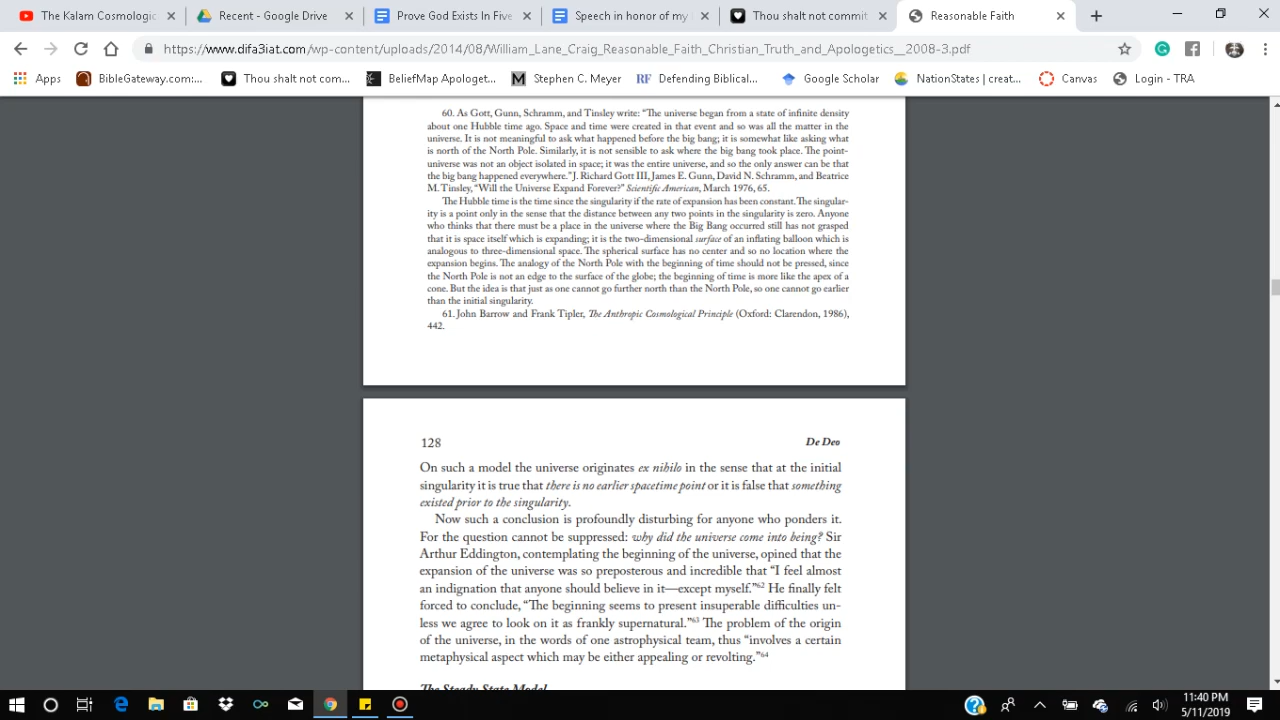 The Kalam Cosmologic
Recent - Google Drive
Prove God Exists In Five
Speech in honor of my
Thou shalt not commit
Reasonable Faith
https://www.difa3iat.com/wp-content/uploads/2014/08/William_Lane_Craig_Reasonable_Faith_Christian_Truth_and_Apologetics__2008-3.pdf
Apps
BibleGateway.com:...
Thou shalt not com...
BeliefMap Apologet...
M Stephen C. Meyer
RF Defending Biblical...
Google Scholar
NationStates | creat...
Canvas
Login - TRA
60. As Gott, Gunn, Schramm, and Tinsley write: “The universe began from a state of infinite density
about one Hubble time ago. Space and time were created in that event and so was all the matter in the
universe. It is not meaningful to ask what happened before the big bang; it is somewhat like asking what
is north of the North Pole. Similarly, it is not sensible to ask where the big bang took place. The point-
universe was not an object isolated in space; it was the entire universe, and so the only answer can be that
the big bang happened everywhere.” J. Richard Gott III, James E. Gunn, David N. Schramm, and Beatrice
M. Tinsley, “Will the Universe Expand Forever?” Scientific American, March 1976, 65.
The Hubble time is the time since the singularity if the rate of expansion has been constant. The singular-
ity is a point only in the sense that the distance between any two points in the singularity is zero. Anyone
who thinks that there must be a place in the universe where the Big Bang occurred still has not grasped
that it is space itself which is expanding; it is the two-dimensional surface of an inflating balloon which is
analogous to three-dimensional space. The spherical surface has no center and so no location where the
expansion begins. The analogy of the North Pole with the beginning of time should not be pressed, since
the North Pole is not an edge to the surface of the globe; the beginning of time is more like the apex of a
cone. But the idea is that just as one cannot go further north than the North Pole, so one cannot go earlier
than the initial singularity.
61. John Barrow and Frank Tipler, The Anthropic Cosmological Principle (Oxford: Clarendon, 1986),
442.
128
De Deo
On such a model the universe originates ex nihilo in the sense that at the initial
singularity it is true that there is no earlier spacetime point or it is false that something
existed prior to the singularity.
Now such a conclusion is profoundly disturbing for anyone who ponders it.
For the question cannot be suppressed: why did the universe come into being? Sir
Arthur Eddington, contemplating the beginning of the universe, opined that the
expansion of the universe was so preposterous and incredible that “I feel almost
an indignation that anyone should believe in it—except myself.”62 He finally felt
forced to conclude, “The beginning seems to present insuperable difficulties un-
less we agree to look on it as frankly supernatural.”63 The problem of the origin
of the universe, in the words of one astrophysical team, thus “involves a certain
metaphysical aspect which may be either appealing or revolting.”64
The Steady State Model
11:40 PM
5/11/2019